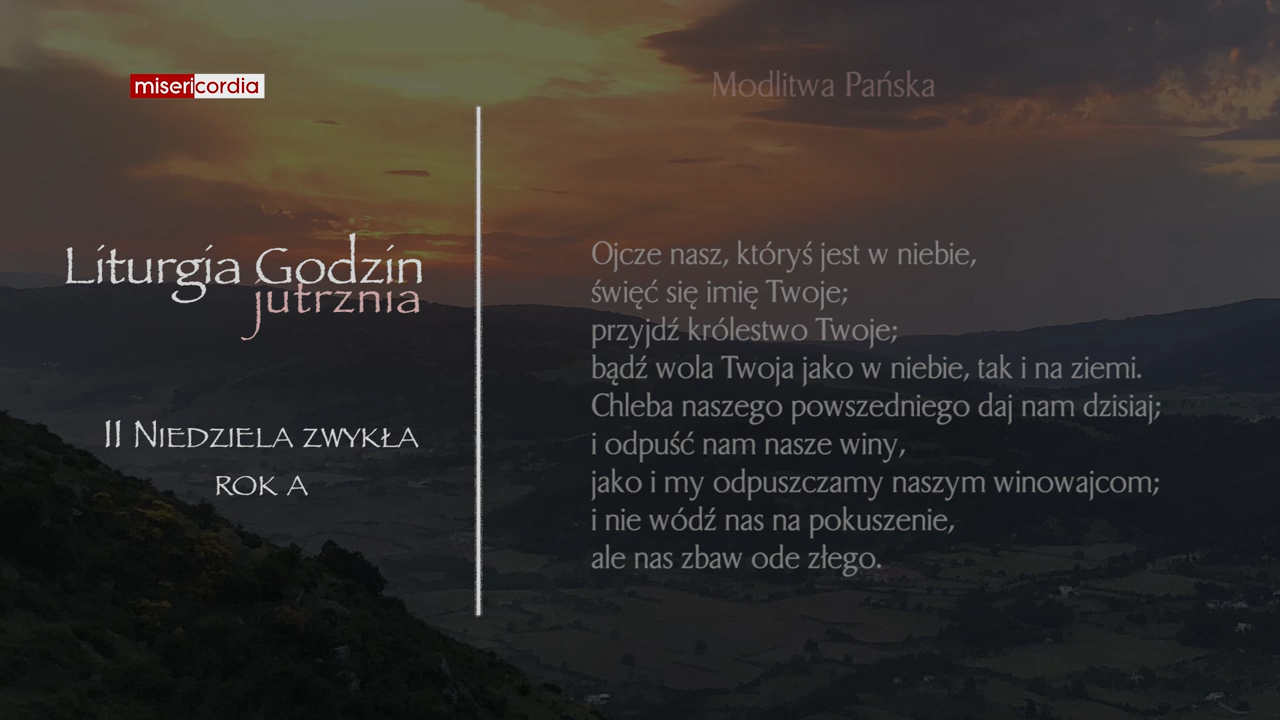 misericordia
Liturgia Godzin
jutrznia
II Niedziela zwykła
rok A
Modlitwa Pańska
Ojcze nasz, któryś jest w niebie,
święć się imię Twoje;
przyjdź królestwo Twoje;
bądź wola Twoja jako w niebie, tak i na ziemi.
Chleba naszego powszedniego daj nam dzisiaj;
i odpuść nam nasze winy,
jako i my odpuszczamy naszym winowajcom;
i nie wódź nas na pokuszenie,
ale nas zbaw ode złego.